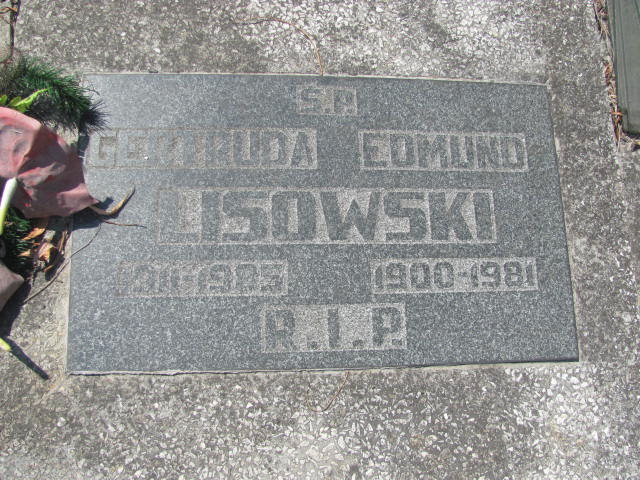 S.P.
GERTRUDA EDMUND
LISOWSKI
1900-1981
R.I.P.